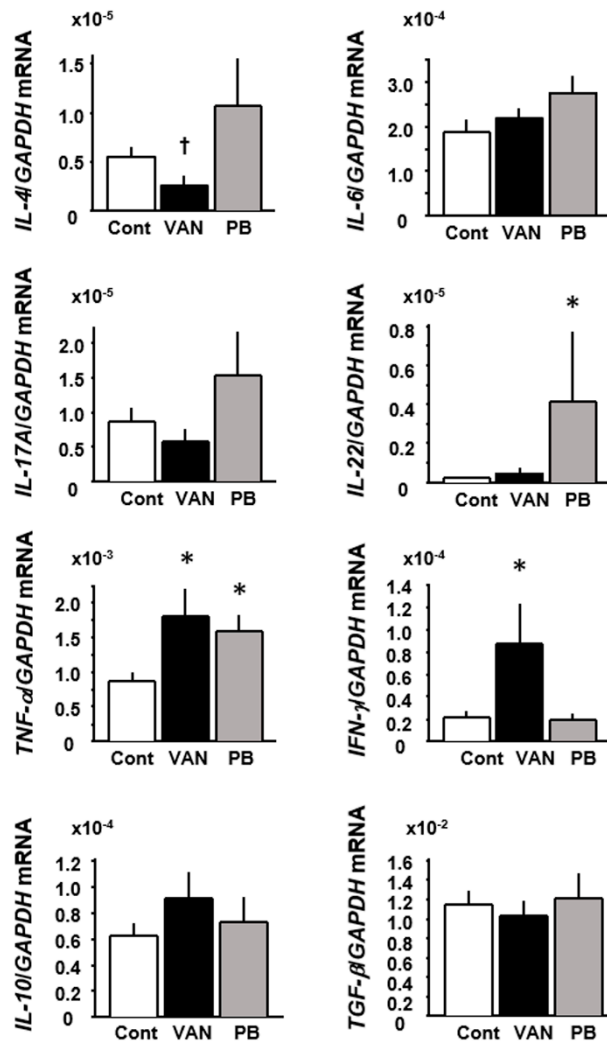 x10-5
IL-4/GAPDH mRNA
1.5
1.0
0.5
0
†
Cont VAN PB
x10-4
IL-6/GAPDH mRNA
3.0
2.0
1.0
0
Cont VAN PB
x10-5
IL-17A/GAPDH mRNA
2.0
1.5
1.0
0.5
0
Cont VAN PB
x10-5
IL-22/GAPDH mRNA
0.8
0.4
0.2
0
*
Cont VAN PB
x10-3
TNF-α/GAPDH mRNA
2.0
1.5
1.0
0.5
0
* *
Cont VAN PB
x10-4
IFN-γ/GAPDH mRNA
1.4
1.2
1.0
0.8
0.6
0.4
0.2
0
*
Cont VAN PB
x10-4
IL-10/GAPDH mRNA
1.2
1.0
0.8
0.6
0.4
0.2
0
Cont VAN PB
x10-2
TGF-β/GAPDH mRNA
1.6
1.4
1.2
1.0
0.8
0.6
0.4
0.2
0
Cont VAN PB